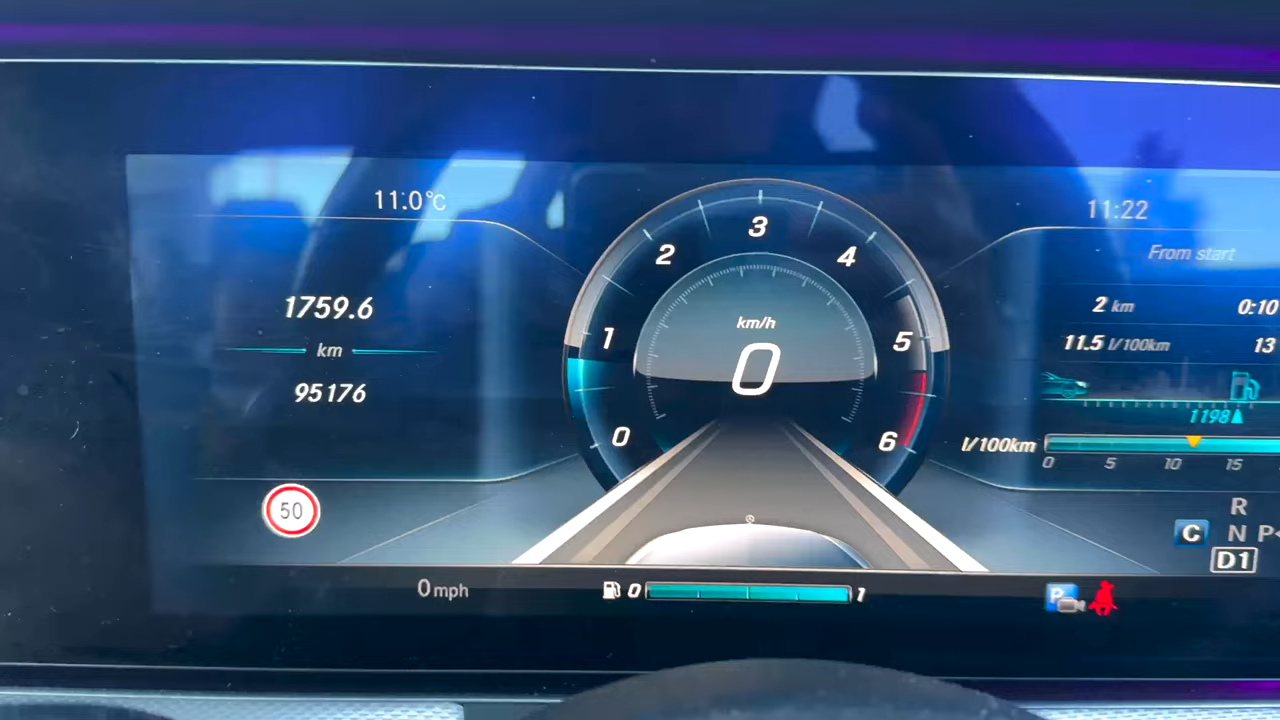 11.0°C
11:22
3
2
4
From start
1759.6
2 km
0:10
km/h
1
5
11.5 l/100km
13
km
0
95176
1198
0
6
l/100km
0
5
10
15
50
R
C
N
P
D1
0 mph
0
1
P